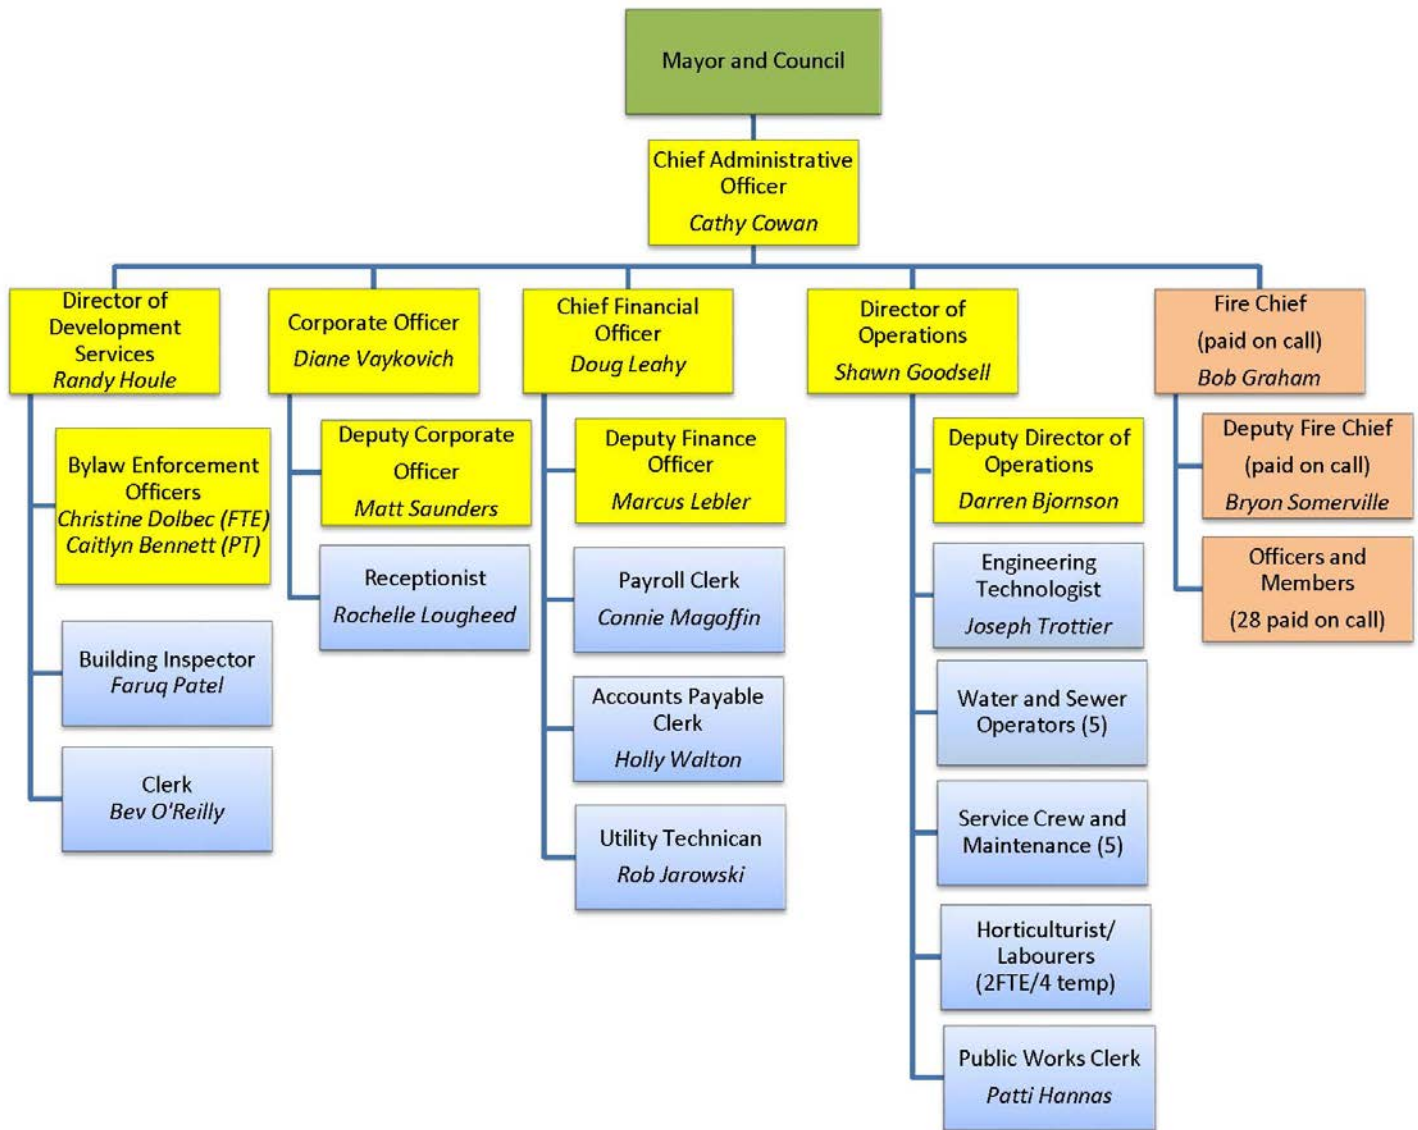 Mayor and Council
Chief Administrative
Officer
Cathy Cowan
Director of
Development
Services
Randy Houle
Bylaw Enforcement
Officers
Christine Dolbec (FTE)
Caitlyn Bennett (PT)
Building Inspector
Faruq Patel
Clerk
Bev O'Reilly
Corporate Officer
Diane Vaykovich
Deputy Corporate
Officer
Matt Saunders
Receptionist
Rochelle Lougheed
Chief Financial
Officer
Doug Leahy
Deputy Finance
Officer
Marcus Lebler
Payroll Clerk
Connie Magoffin
Accounts Payable
Clerk
Holly Walton
Utility Technican
Rob Jarowski
Director of
Operations
Shawn Goodsell
Deputy Director of
Operations
Darren Bjornson
Engineering
Technologist
Joseph Trottier
Water and Sewer
Operators (5)
Service Crew and
Maintenance (5)
Horticulturist/
Labourers
(2FTE/4 temp)
Public Works Clerk
Patti Hannas
Fire Chief
(paid on call)
Bob Graham
Deputy Fire Chief
(paid on call)
Bryon Somerville
Officers and
Members
(28 paid on call)